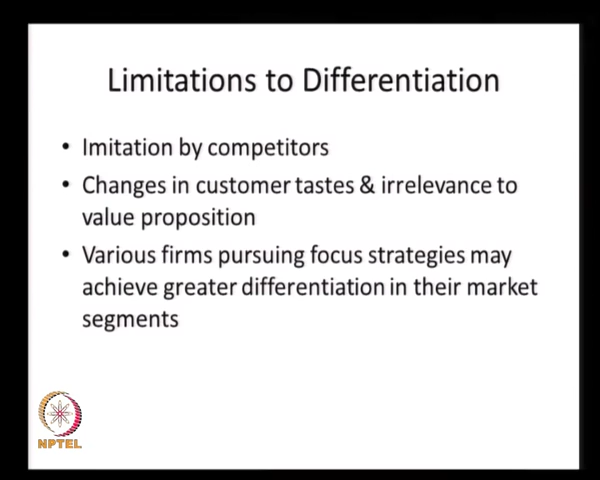 Limitations to Differentiation
• Imitation by competitors
• Changes in customer tastes & irrelevance to
value proposition
• Various firms pursuing focus strategies may
achieve greater differentiation in their market
segments
NPTEL